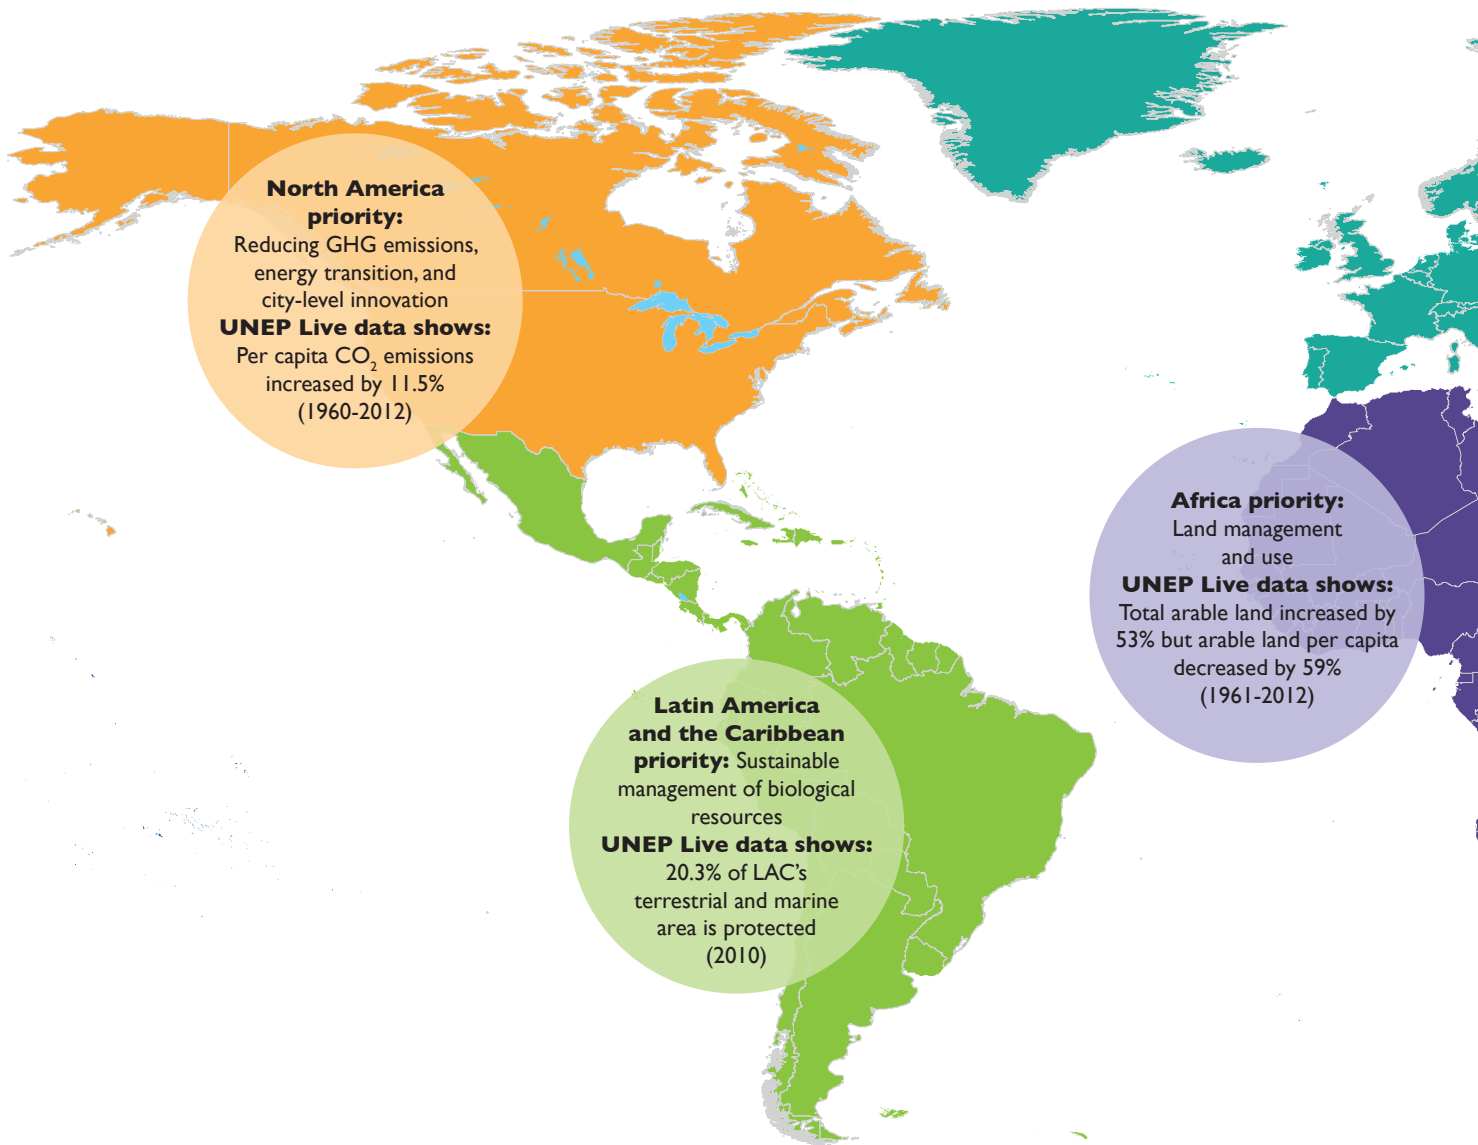 North America
priority:
Reducing GHG emissions,
energy transition, and
city-level innovation
UNEP Live data shows:
Per capita CO₂ emissions
increased by 11.5%
(1960-2012)
Africa priority:
Land management
and use
UNEP Live data shows:
Total arable land increased by
53% but arable land per capita
decreased by 59%
(1961-2012)
Latin America
and the Caribbean
priority: Sustainable
management of biological
resources
UNEP Live data shows:
20.3% of LAC’s
terrestrial and marine
area is protected
(2010)